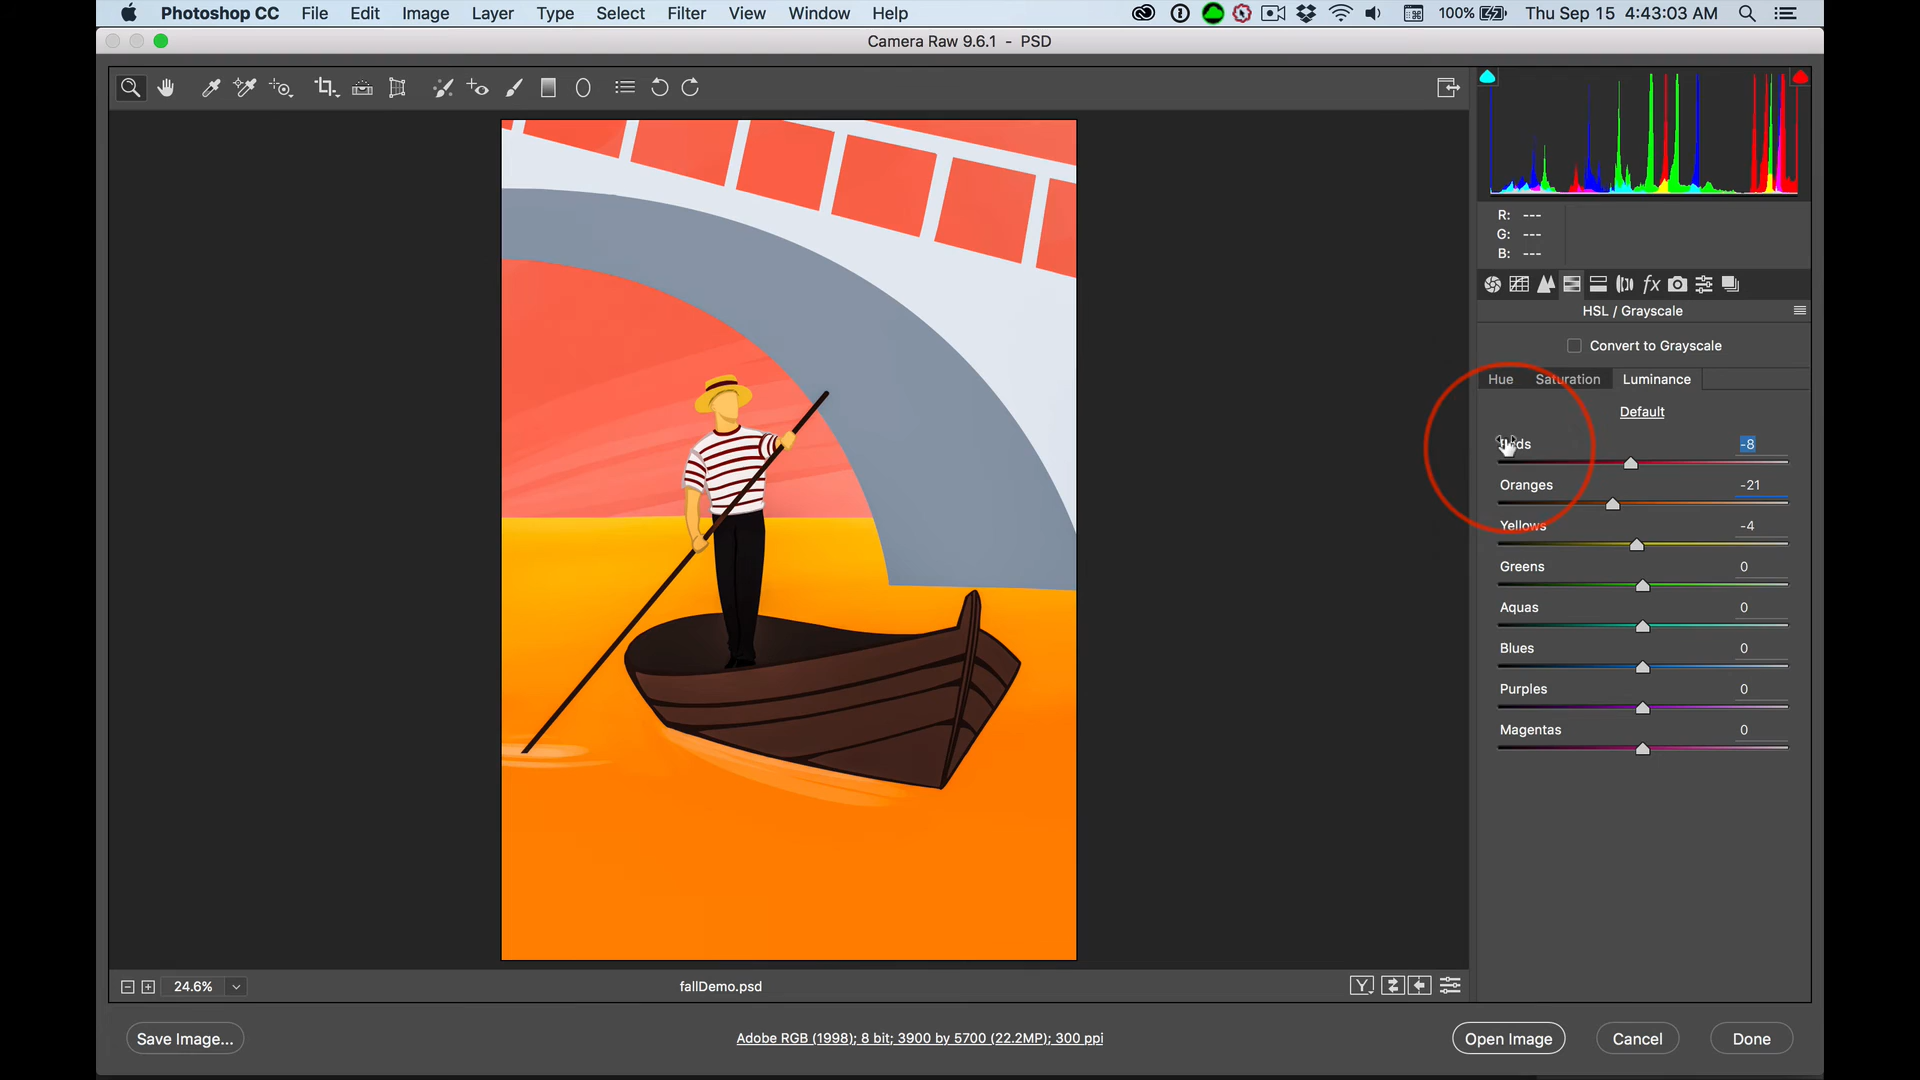 Photoshop CC File Edit Image Layer Type Select Filter View Window Help 100% Thu Sep 15 4:43:03 AM
Camera Raw 9.6.1 - PSD
R: ---
G: ---
B: ---
fx
HSL / Grayscale
Convert to Grayscale
Hue Saturation Luminance
Default
-8
Oranges -21
Yellows -4
Greens 0
Aquas 0
Blues 0
Purples 0
Magentas 0
24.6% fallDemo.psd Y
Save Image... Adobe RGB (1998); 8 bit; 3900 by 5700 (22.2MP); 300 ppi Open Image Cancel Done